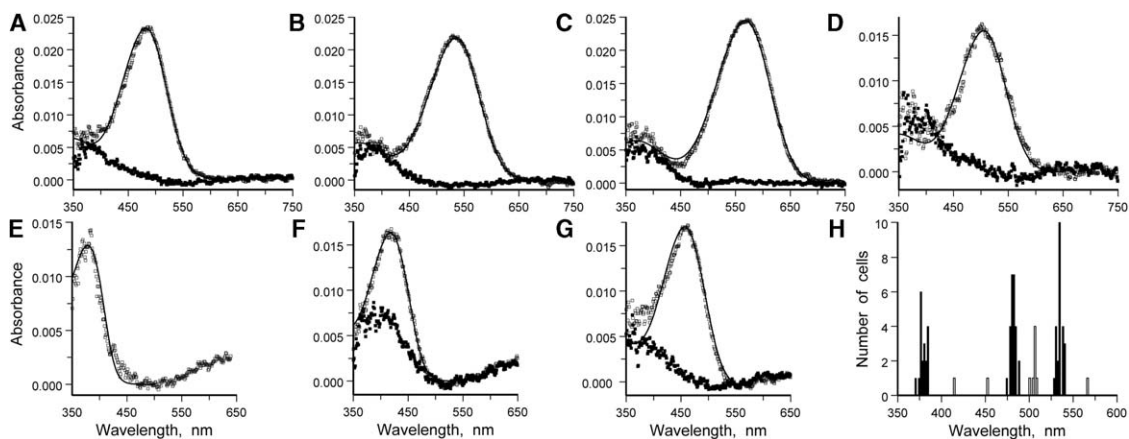 A B C D
0.025 0.025 0.025
0.020 0.020 0.020 0.015
0.015 0.015 0.015 0.010
0.010 0.010 0.010
0.005 0.005 0.005 0.005
0.000 0.000 0.000 0.000
Absorbance
350 450 550 650 750 350 450 550 650 750 350 450 550 650 750 350 450 550 650 750
E F G H
0.015 0.015 0.015 10
0.010 0.010 0.010 8
6
0.005 0.005 0.005 4
2
0.000 0.000 0.000 0
Absorbance
Number of cells
350 450 550 650 350 450 550 650 350 450 550 650 350 400 450 500 550 600
Wavelength, nm Wavelength, nm Wavelength, nm Wavelength, nm